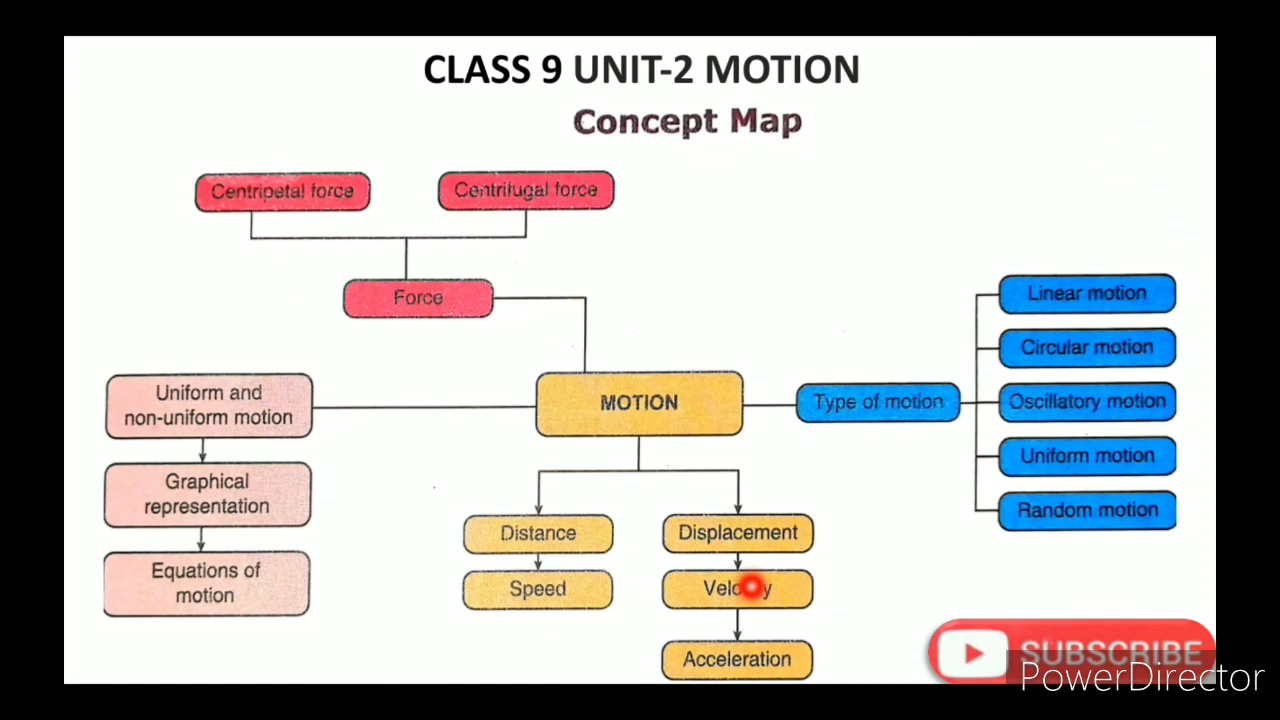 CLASS 9 UNIT-2 MOTION
Concept Map
Centripetal force
Centrifugal force
Force
Linear motion
Circular motion
Uniform and
non-uniform motion
MOTION
Type of motion
Oscillatory motion
Uniform motion
Graphical
representation
Random motion
Distance
Displacement
Equations of
motion
Speed
Velocity
Acceleration
SUBSCRIBE
PowerDirector